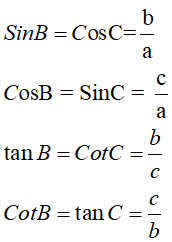 SinB = CosC= b/a
CosB = SinC = c/a
tan B = CotC = b/c
CotB = tan C = c/b